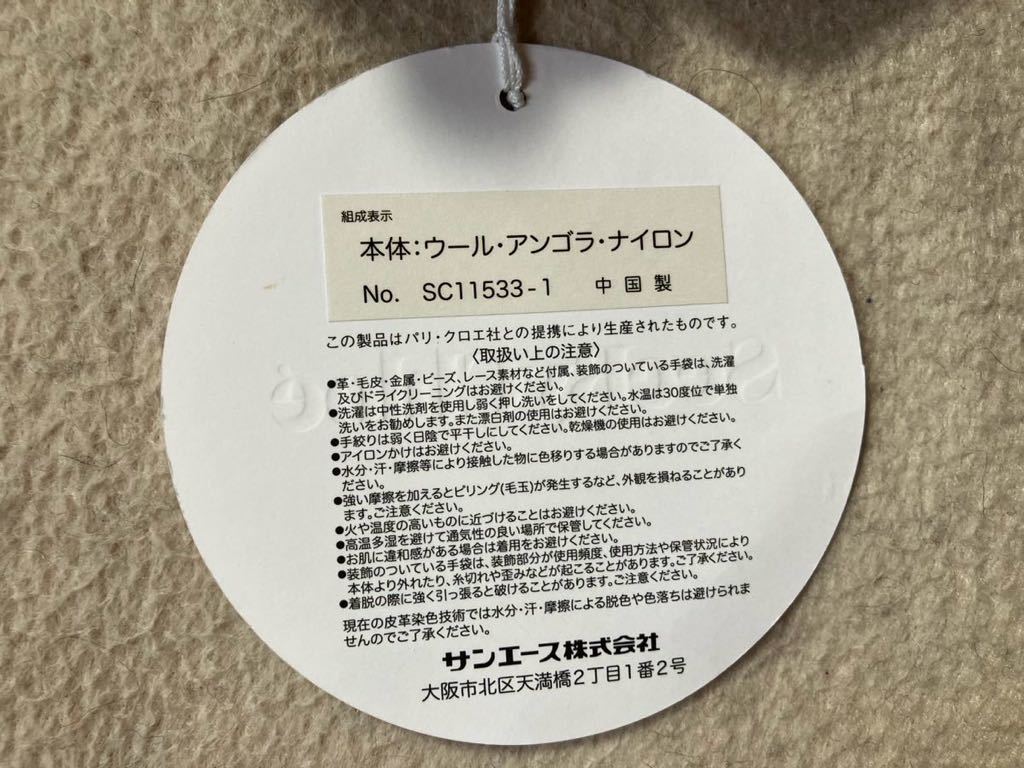 組成表示
本体：ウール・アンゴラ・ナイロン
No. SC11533-1 中国製
この製品はパリ・クロエ社との提携により生産されたものです。
〈取扱い上の注意〉
●革・毛皮・金属・ビーズ、レース素材など付属、装飾のついている手袋は、洗濯
及びドライクリーニングはお避けください。
●洗濯は中性洗剤を使用し弱く押し洗いをしてください。水温は30度位で単独
洗いをお勧めします。また漂白剤の使用はお避けください。
●手絞りは弱く日陰で平干しにしてください。乾燥機の使用はお避けください。
●アイロンかけはお避けください。
●水分・汗・摩擦等により接触した物に色移りする場合がありますのでご了承く
ださい。
●強い摩擦を加えるとピリング(毛玉)が発生するなど、外観を損ねることがあり
ます。ご注意ください。
●火や温度の高いものに近づけることはお避けください。
●高温多湿を避けて通気性の良い場所で保管してください。
●お肌に違和感がある場合は着用をお避けください。
●装飾のついている手袋は、装飾部分が使用頻度、使用方法や保管状況により
本体より外れたり、糸切れや歪みなどが起こることがあります。ご了承ください。
●着脱の際に強く引っ張ると破けることがあります。ご注意ください。
現在の皮革染色技術では水分・汗・摩擦による脱色や色落ちは避けられま
せんのでご了承ください。
サンエース株式会社
大阪市北区天満橋2丁目1番2号